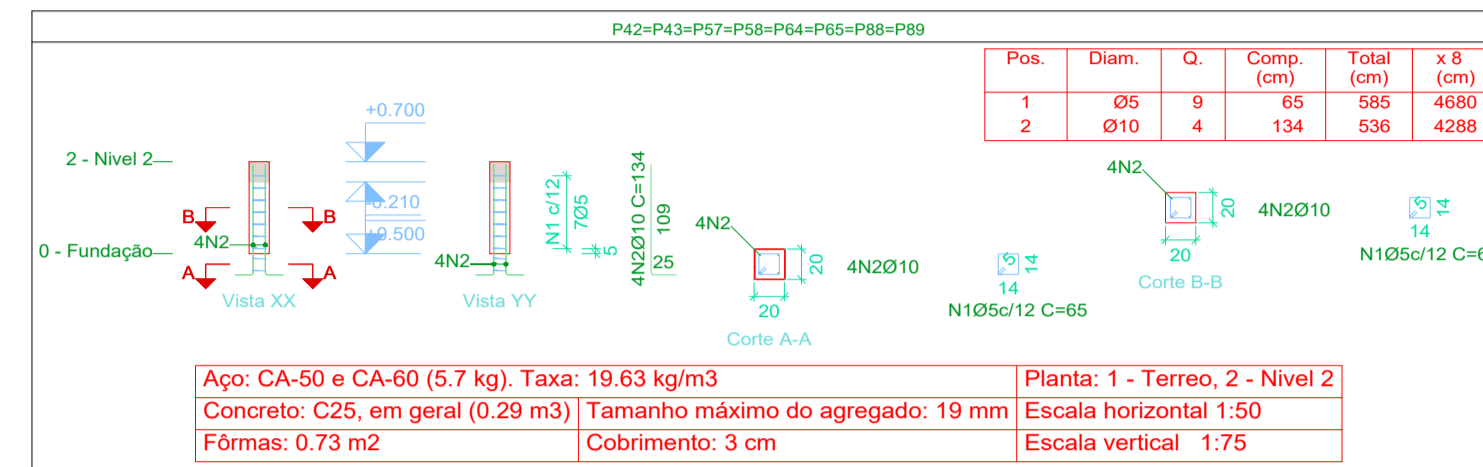 P42=P43=P57=P58=P64=P65=P88=P89
Pos. Diam. Q. Comp. (cm) Total (cm) x 8 (cm)
1 Ø5 9 65 585 4680
2 Ø10 4 134 536 4288
+0.700
2 - Nivel 2
-0.210
B B
4N2
+0.500
0 - Fundação
A A
Vista XX
4N2
Vista YY
N1 c/12
7Ø5
5
4N2Ø10 C=134
109
25
4N2
20
20
4N2Ø10
Corte A-A
5
14
14
N1Ø5c/12 C=65
4N2
20
20
4N2Ø10
Corte B-B
5
14
14
N1Ø5c/12 C=6
Aço: CA-50 e CA-60 (5.7 kg). Taxa: 19.63 kg/m3 Planta: 1 - Terreo, 2 - Nivel 2
Concreto: C25, em geral (0.29 m3) Tamanho máximo do agregado: 19 mm Escala horizontal 1:50
Fôrmas: 0.73 m2 Cobrimento: 3 cm Escala vertical 1:75